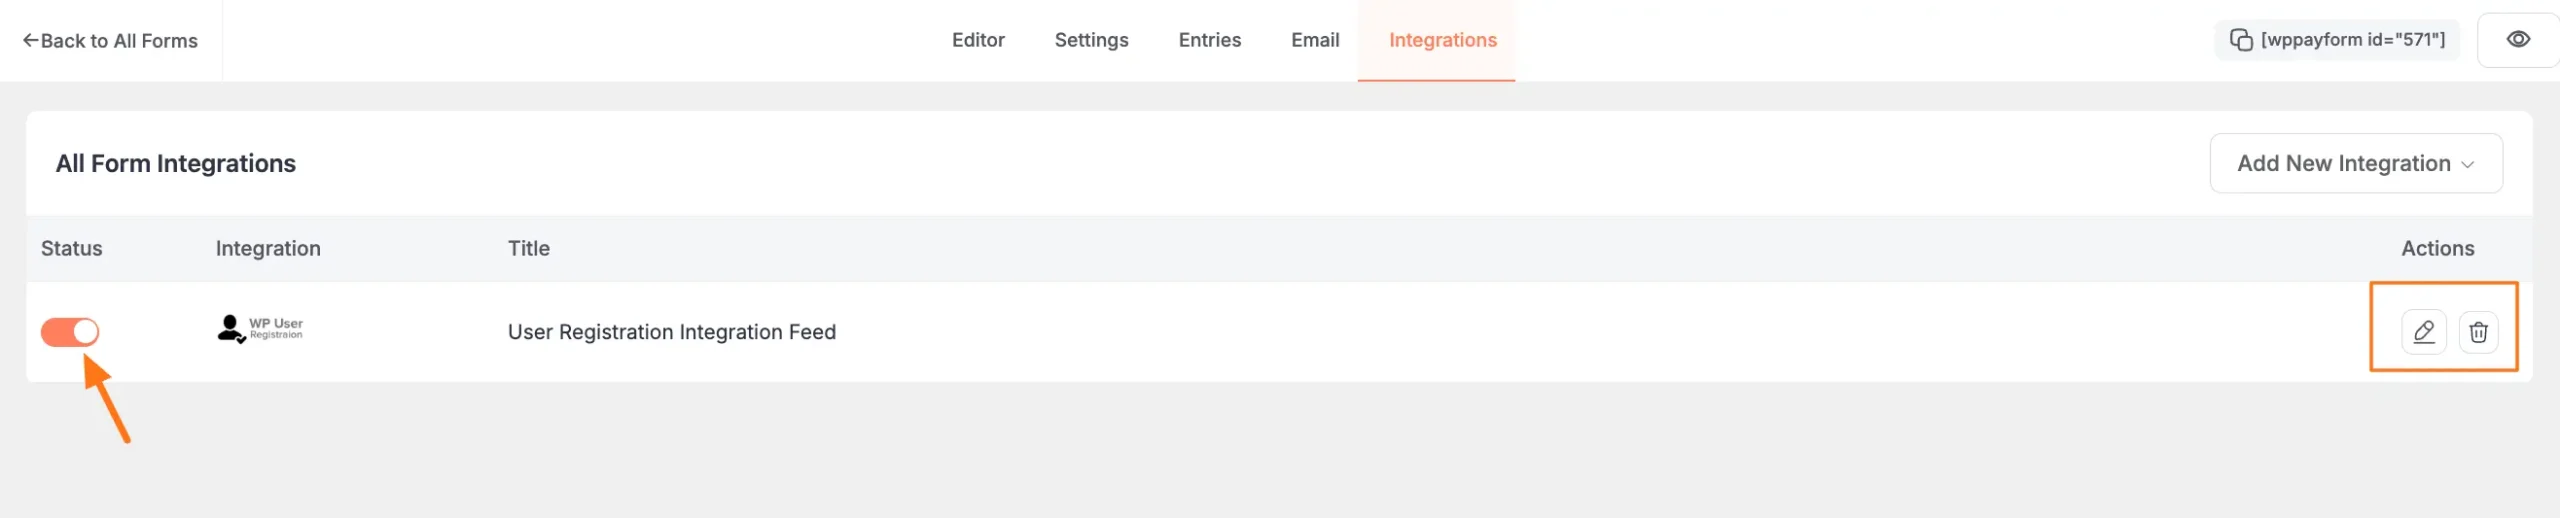 ←Back to All Forms
Editor
Settings
Entries
Email
Integrations
[wppayform id="571"]
All Form Integrations
Add New Integration
Status
Integration
Title
Actions
WP User
Registraion
User Registration Integration Feed